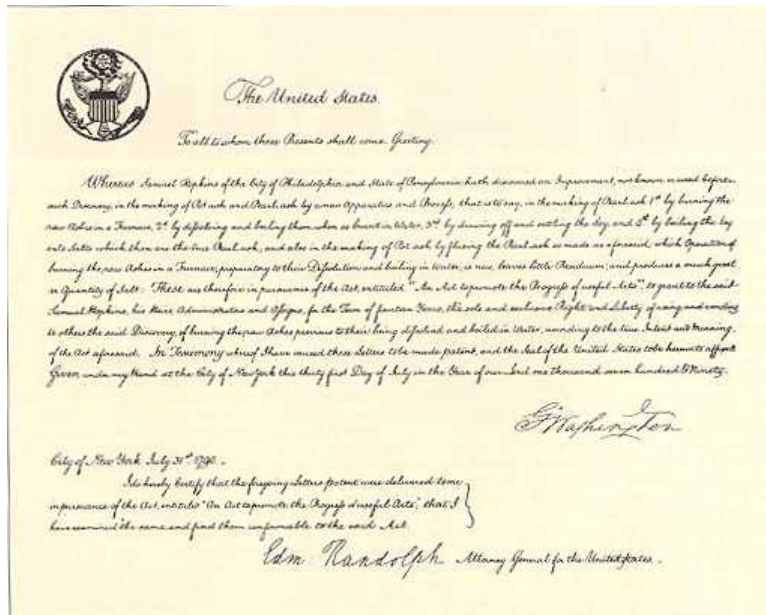 The United States.
To all to whom these Presents shall come Greeting.
Whereas Samuel Hopkins of the City of Philadelphia and State of Pensylvania hath discovered an Improvement, not known or used before
such Discovery, in the making of Pot ash and Pearl ash by a new Apparatus and Process, that is to say, in the making of Pearl ash 1st by burning the
raw Ashes in a Furnace, 2d by dissolving and boiling them when so burnt in Water, 3rd by drawing off and settling the Ley, and 4th by boiling the Ley
into Salts which then are the true Pearl ash, and also in the making of Pot ash by fluxing the Pearl ash so made as aforesaid, which Operation of
burning the raw Ashes in a Furnace, preparatory to their Dissolution and boiling in Water, is new, leaves little Residuum; and produces a much great
er Quantity of Salt: These are therefore in pursuance of the Act, entituled "An Act to promote the Progress of useful Arts", to grant to the said
Samuel Hopkins, his Heirs, Administrators and Assigns, for the Term of fourteen Years, the sole and exclusive Right and Liberty of using and vending
to others the said Discovery, of burning the raw Ashes previous to their being dissolved and boiled in Water, according to the true Intent and Meaning
of the Act aforesaid. In Testimony whereof I have caused these Letters to be made patent, and the Seal of the United States to be hereunto affixed
Given under my Hand at the City of New York this thirty first Day of July in the Year of our Lord one thousand seven hundred & Ninety.
G. Washington
City of New York July 31st 1790.
I do hereby Certify that the foregoing Letters patent were delivered to me
in pursuance of the Act, entituled "An Act to promote the Progress of useful Arts"; that I
have examined the same and find them conformable to the said Act.
Edm Randolph Attorney General for the United States.